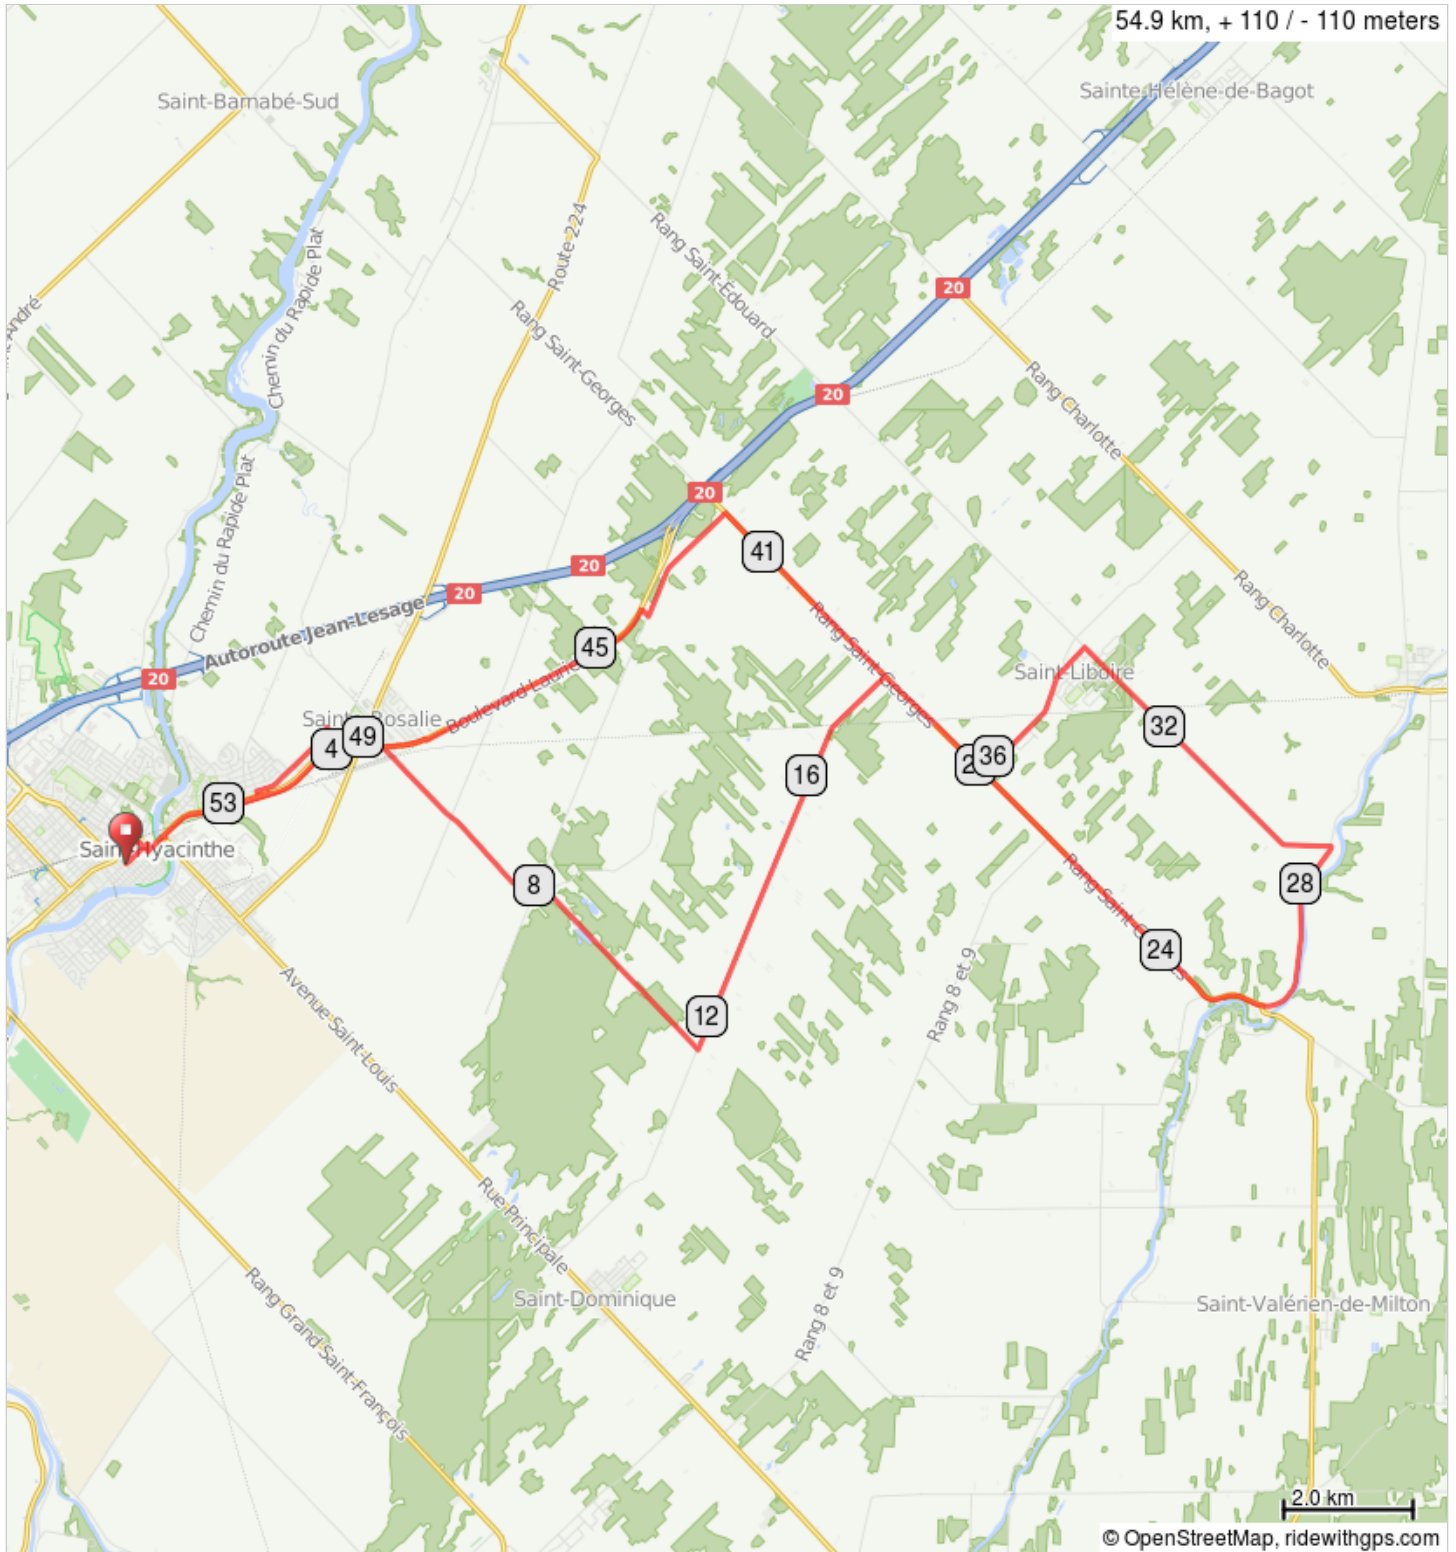 54.9 km, + 110 / - 110 meters
Saint-Barnabé-Sud
Sainte-Hélène-de-Bagot
Chemin du Rapide Plat
Route 224
Rang Saint-Édouard
20
Rang Saint-Georges
Rang Charlotte
20
Chemin du Rapide Plat
20
41
20
20
Rang Charlotte
Autoroute Jean-Lesage
Rang Saint-Georges
45
20
Saint-Liboire
Boulevard
4
49
32
36
16
53
Saint-Hyacinthe
8
28
24
12
Avenue Saint-Louis
Rang 8 et 9
Rue Principale
Saint-Dominique
Rang 8 et 9
Saint-Valérien-de-Milton
Rang Grand Saint-François
2.0 km
© OpenStreetMap, ridewithgps.com